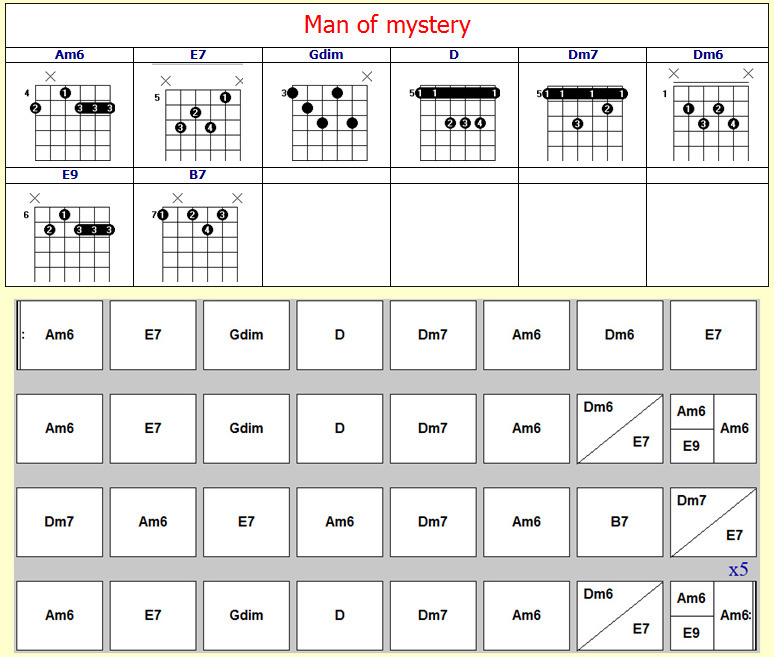 Man of mystery
Am6 E7 Gdim D Dm7 Dm6
4 5 3 5 5 1
1 1 1 1 1 1 1 1 1
2 3 3 3 2 2 1 2
3 4 2 3 4 3 3 4
E9 B7
6 1 7 1 2 3
2 3 3 3 4
: Am6 E7 Gdim D Dm7 Am6 Dm6 E7
Am6 E7 Gdim D Dm7 Am6 Dm6 E7 Am6 E9 Am6
Dm7 Am6 E7 Am6 Dm7 Am6 B7 Dm7 E7
x5
Am6 E7 Gdim D Dm7 Am6 Dm6 E7 Am6 E9 Am6: